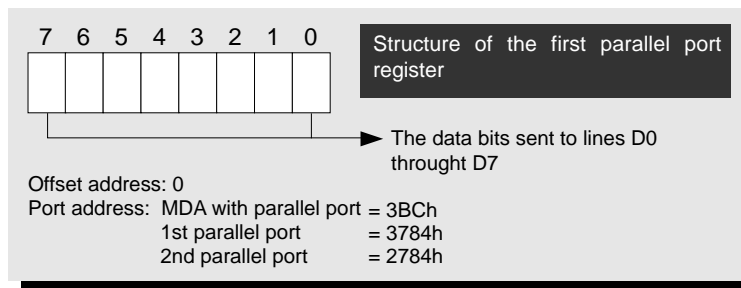 7 6 5 4 3 2 1 0
Structure of the first parallel port
register
The data bits sent to lines D0
throught D7
Offset address: 0
Port address: MDA with parallel port = 3BCh
1st parallel port = 3784h
2nd parallel port = 2784h